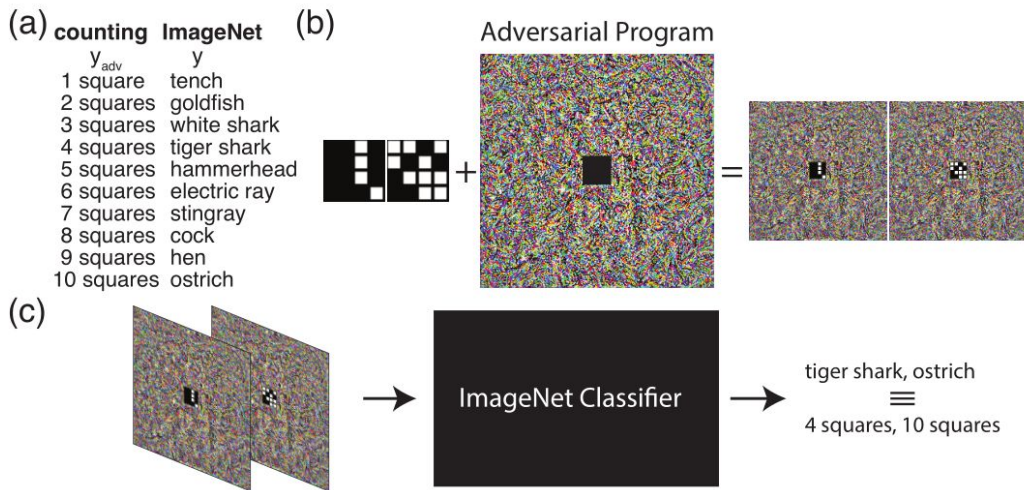 (a) counting ImageNet
y_adv y
1 square tench
2 squares goldfish
3 squares white shark
4 squares tiger shark
5 squares hammerhead
6 squares electric ray
7 squares stingray
8 squares cock
9 squares hen
10 squares ostrich
(b) Adversarial Program
+ =
(c)
ImageNet Classifier
tiger shark, ostrich
≡
4 squares, 10 squares